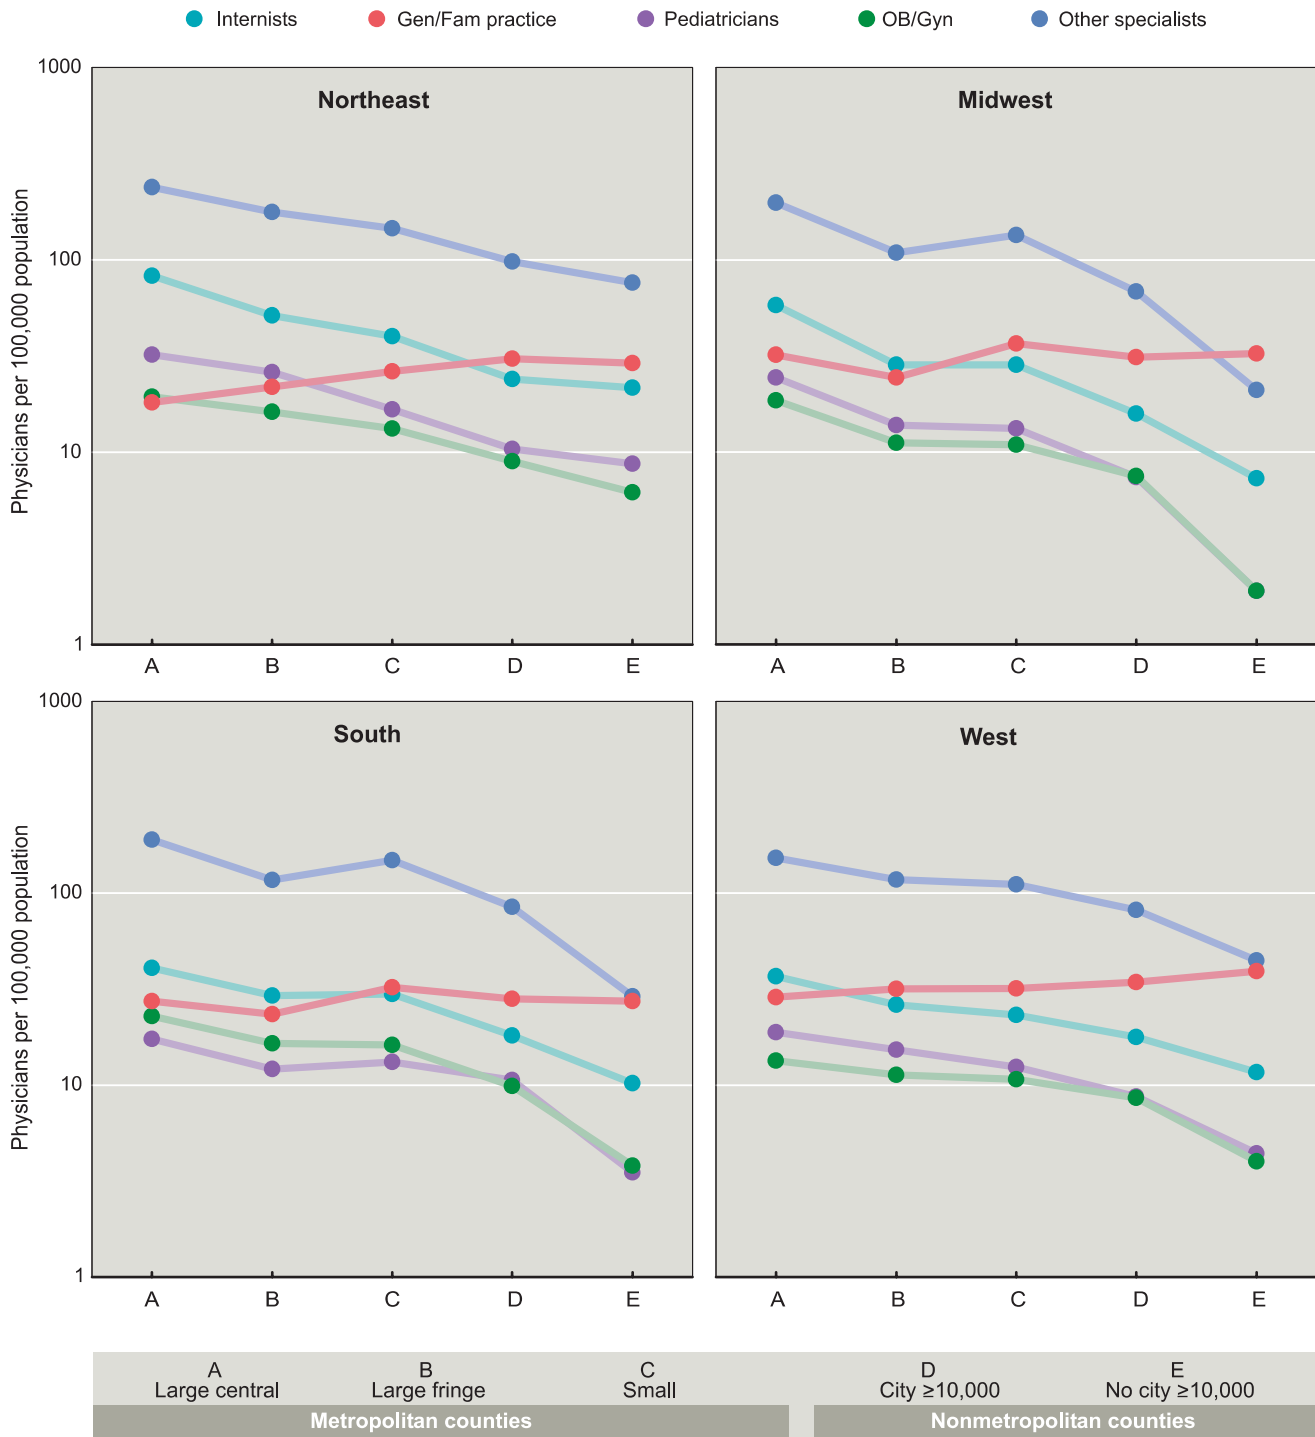 Internists Gen/Fam practice Pediatricians OB/Gyn Other specialists
Northeast Midwest
Physicians per 100,000 population
1000
100
10
1
A B C D E A B C D E
South West
Physicians per 100,000 population
1000
100
10
1
A B C D E A B C D E
A B C D E
Large central Large fringe Small City ≥10,000 No city ≥10,000
Metropolitan counties Nonmetropolitan counties